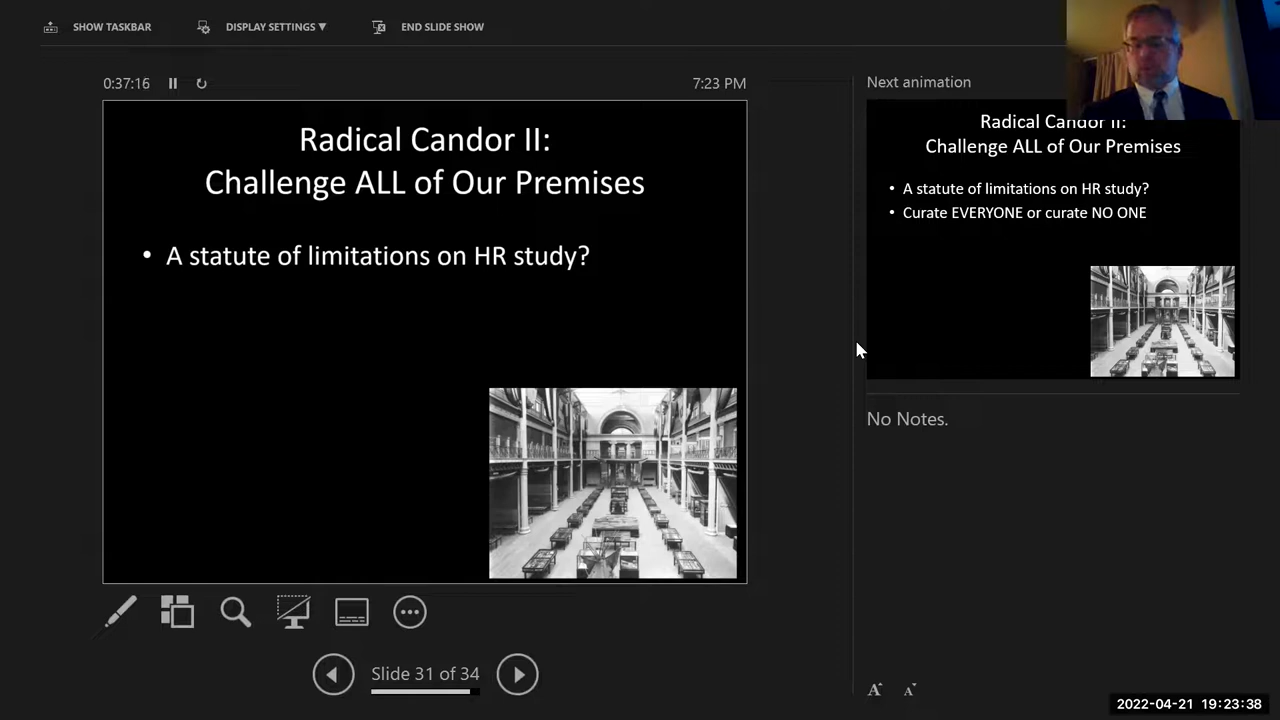 SHOW TASKBAR
DISPLAY SETTINGS ▼
END SLIDE SHOW
0:37:16
7:23 PM
Radical Candor II:
Challenge ALL of Our Premises
• A statute of limitations on HR study?
Slide 31 of 34
Next animation
Radical Candor II:
Challenge ALL of Our Premises
• A statute of limitations on HR study?
• Curate EVERYONE or curate NO ONE
No Notes.
A A
2022-04-21 19:23:38